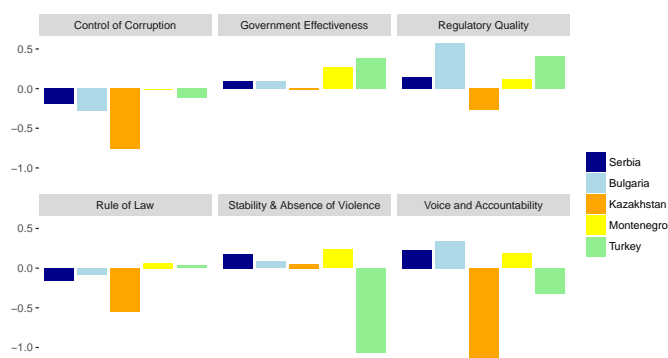 Control of Corruption
Government Effectiveness
Regulatory Quality
0.5
0.0
−0.5
−1.0
Rule of Law
Stability & Absence of Violence
Voice and Accountability
0.5
0.0
−0.5
−1.0
Serbia
Bulgaria
Kazakhstan
Montenegro
Turkey